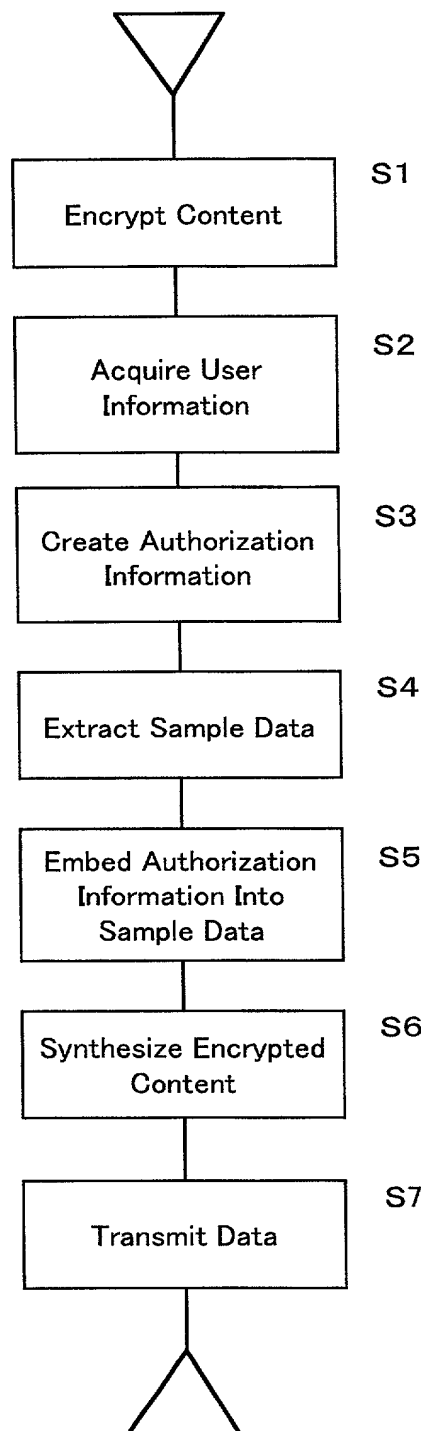 S1
Encrypt Content
S2
Acquire User
Information
S3
Create Authorization
Information
S4
Extract Sample Data
S5
Embed Authorization
Information Into
Sample Data
S6
Synthesize Encrypted
Content
S7
Transmit Data